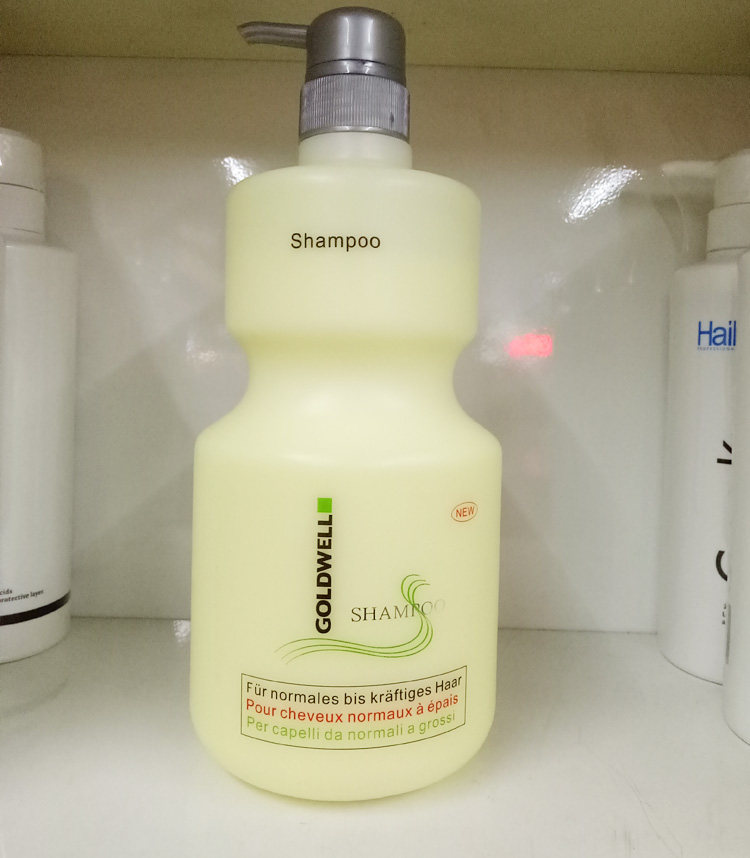 Shampoo
NEW
GOLDWELL
SHAMPOO
Für normales bis kräftiges Haar
Pour cheveux normaux à épais
Per capelli da normali a grossi
Hail